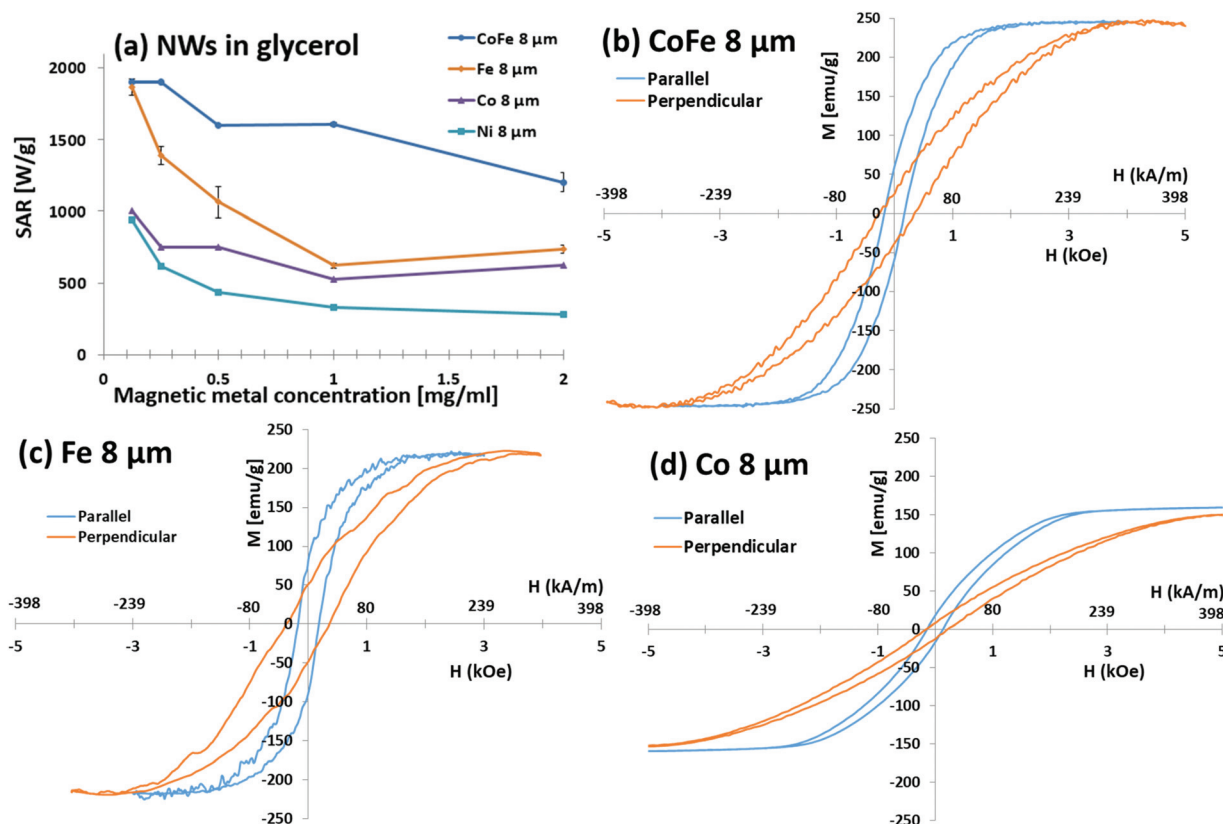 (a) NWs in glycerol
CoFe 8 µm
Fe 8 µm
Co 8 µm
Ni 8 µm
SAR [W/g]
2000
1500
1000
500
0
0 0.5 1 1.5 2
Magnetic metal concentration [mg/ml]
(b) CoFe 8 µm
Parallel
Perpendicular
M [emu/g]
250
200
150
100
50
0
-50
-100
-150
-200
-250
H (kA/m)
-398 -239 -80 80 239 398
-5 -3 -1 1 3 5
H (kOe)
(c) Fe 8 µm
Parallel
Perpendicular
M [emu/g]
250
200
150
100
50
0
-50
-100
-150
-200
-250
H (kA/m)
-398 -239 -80 80 239 398
-5 -3 -1 1 3 5
H (kOe)
(d) Co 8 µm
Parallel
Perpendicular
M [emu/g]
250
200
150
100
50
0
-50
-100
-150
-200
-250
H (kA/m)
-398 -239 -80 80 239 398
-5 -3 -1 1 3 5
H (kOe)